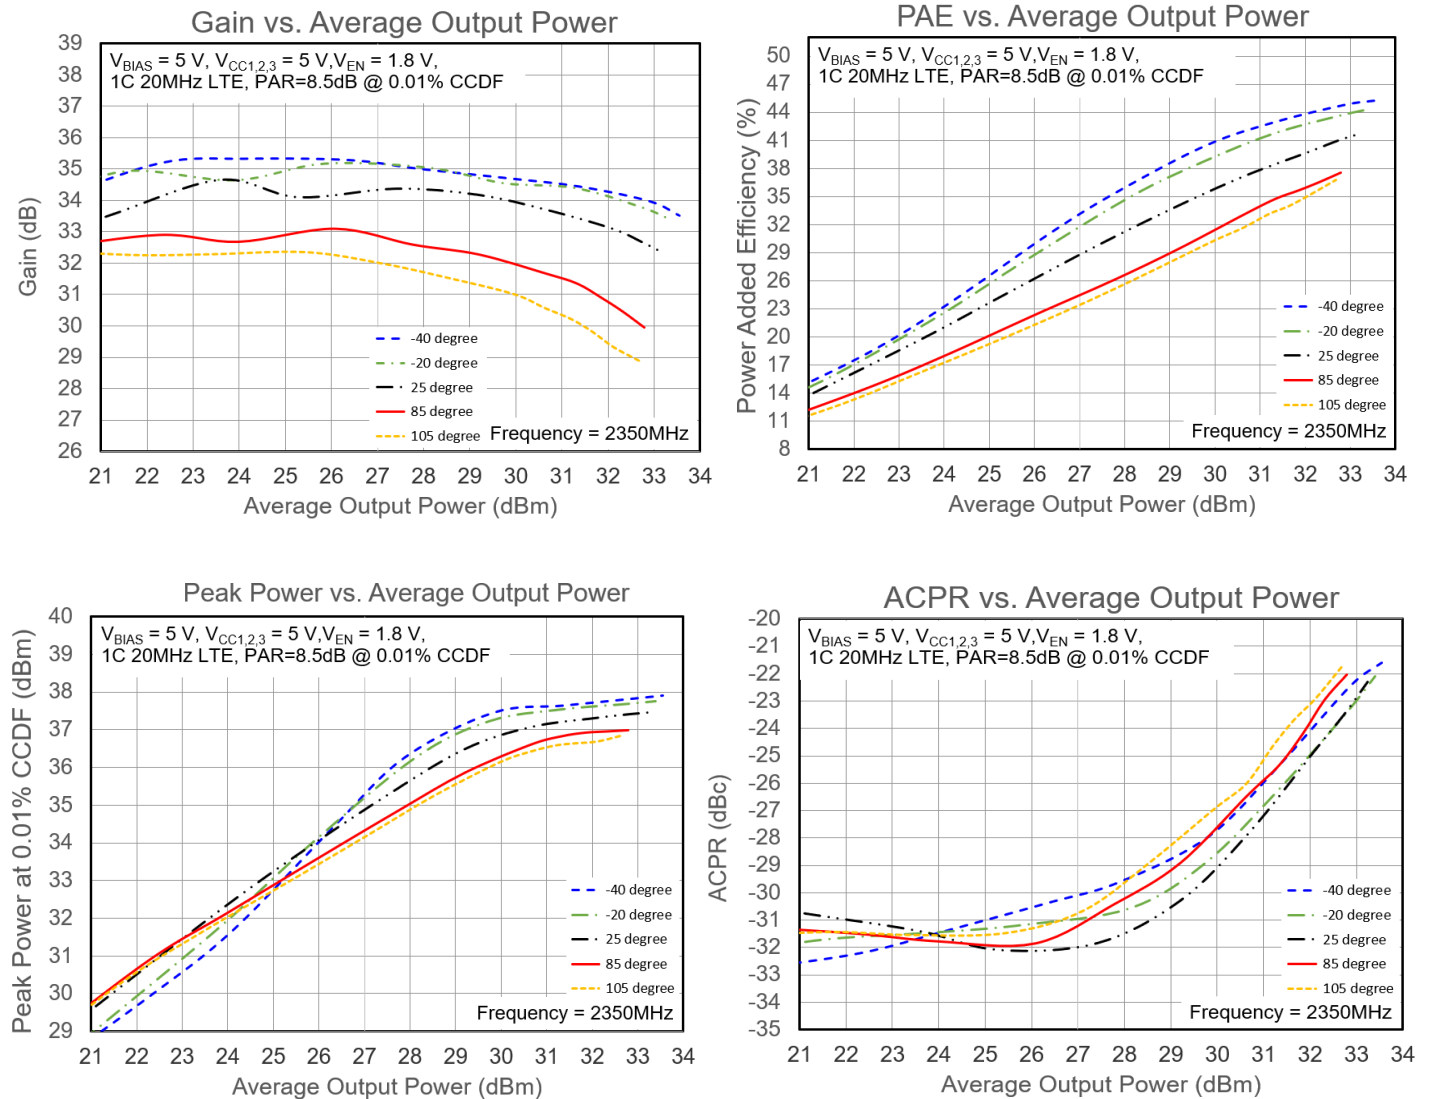 Gain vs. Average Output Power
39
38
37
36
35
34
33
32
31
30
29
28
27
26
Gain (dB)
V_BIAS = 5 V, V_CC1,2,3 = 5 V,V_EN = 1.8 V,
1C 20MHz LTE, PAR=8.5dB @ 0.01% CCDF
-40 degree
-20 degree
25 degree
85 degree
105 degree
Frequency = 2350MHz
21 22 23 24 25 26 27 28 29 30 31 32 33 34
Average Output Power (dBm)
PAE vs. Average Output Power
50
47
44
41
38
35
32
29
26
23
20
17
14
11
8
Power Added Efficiency (%)
V_BIAS = 5 V, V_CC1,2,3 = 5 V,V_EN = 1.8 V,
1C 20MHz LTE, PAR=8.5dB @ 0.01% CCDF
-40 degree
-20 degree
25 degree
85 degree
105 degree
Frequency = 2350MHz
21 22 23 24 25 26 27 28 29 30 31 32 33 34
Average Output Power (dBm)
Peak Power vs. Average Output Power
40
39
38
37
36
35
34
33
32
31
30
29
Peak Power at 0.01% CCDF (dBm)
V_BIAS = 5 V, V_CC1,2,3 = 5 V,V_EN = 1.8 V,
1C 20MHz LTE, PAR=8.5dB @ 0.01% CCDF
-40 degree
-20 degree
25 degree
85 degree
105 degree
Frequency = 2350MHz
21 22 23 24 25 26 27 28 29 30 31 32 33 34
Average Output Power (dBm)
ACPR vs. Average Output Power
-20
-21
-22
-23
-24
-25
-26
-27
-28
-29
-30
-31
-32
-33
-34
-35
ACPR (dBc)
V_BIAS = 5 V, V_CC1,2,3 = 5 V,V_EN = 1.8 V,
1C 20MHz LTE, PAR=8.5dB @ 0.01% CCDF
-40 degree
-20 degree
25 degree
85 degree
105 degree
Frequency = 2350MHz
21 22 23 24 25 26 27 28 29 30 31 32 33 34
Average Output Power (dBm)